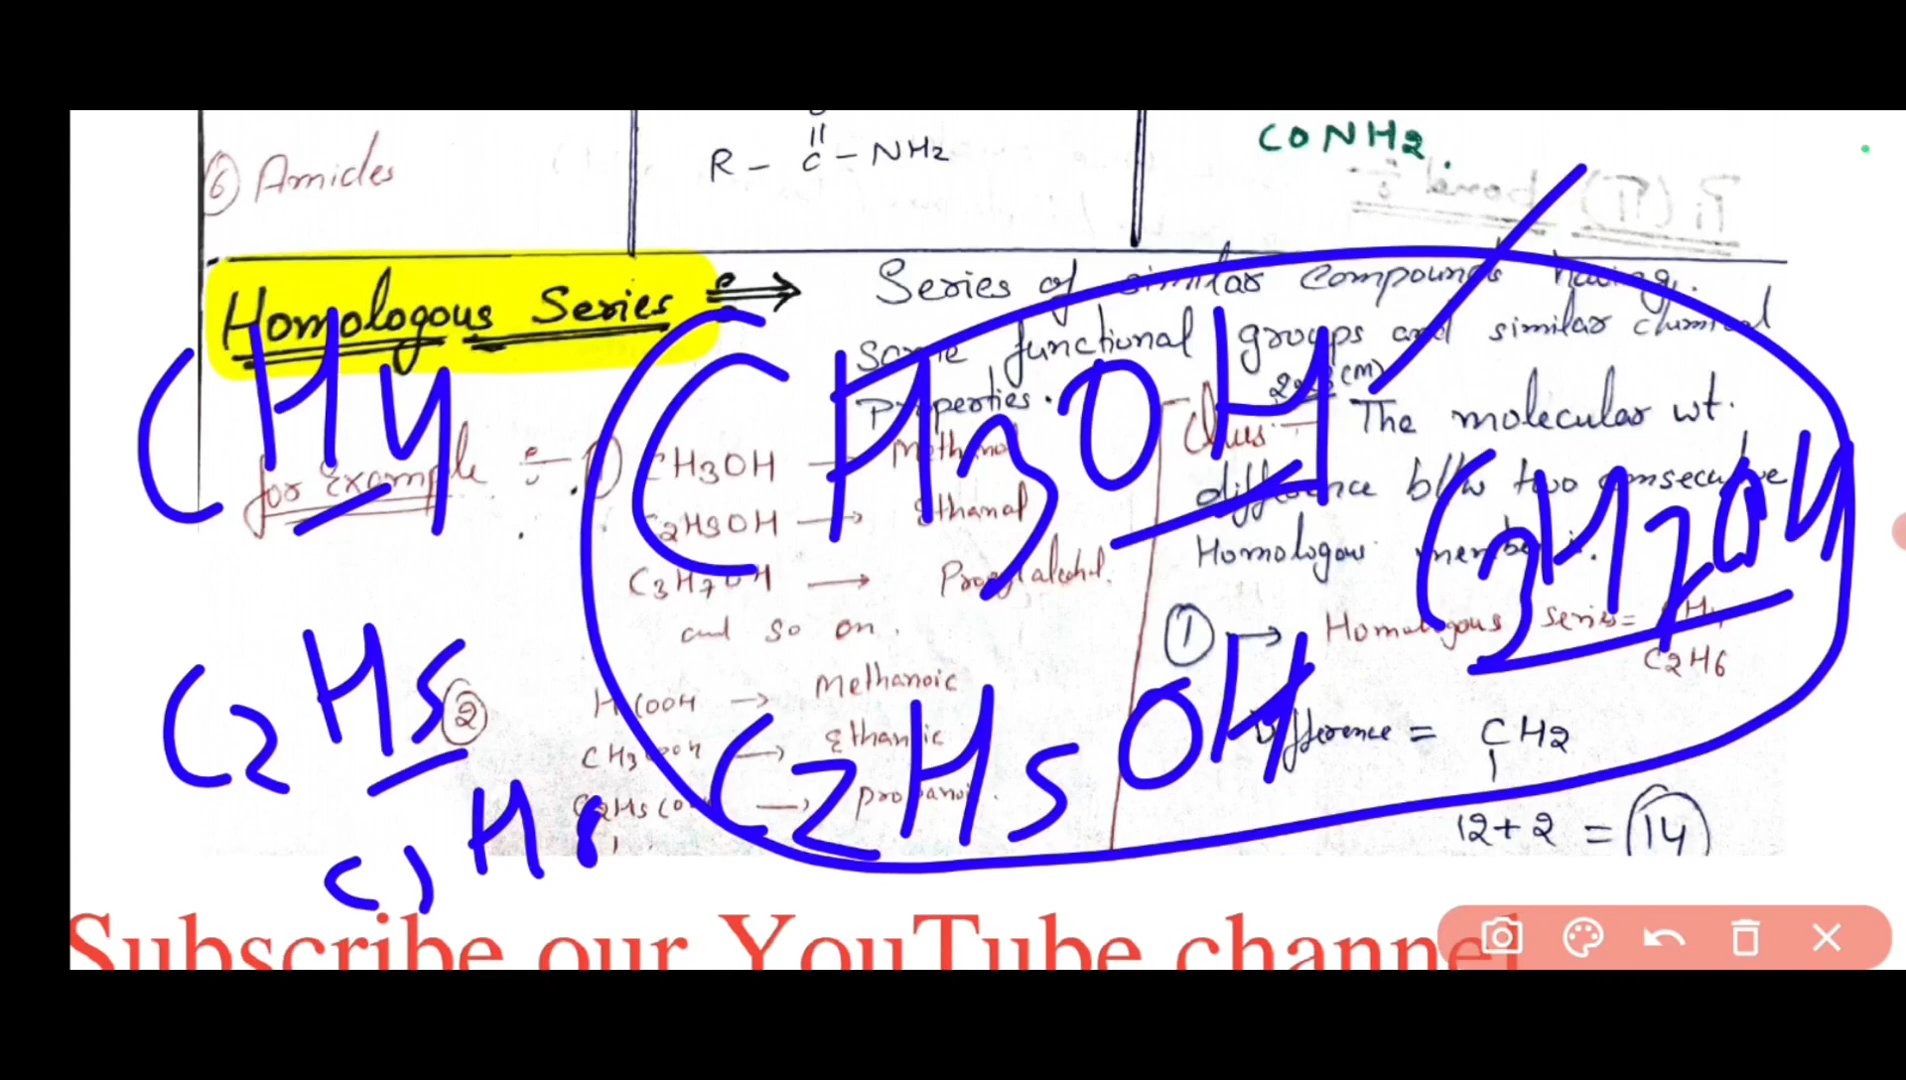 ⑥ Amides
R - C - NH2
O
CONH2.
Homologous Series ⇒ Series of similar compounds having
same functional groups and similar chemical
properties.
for Example :- ①
CH3OH → Methanol
C2H5OH → Ethanol
C3H7OH → Propyl alcohol.
and so on.
② HCOOH → Methanoic
CH3COOH → Ethanoic
C2H5COOH → propanoic.
The molecular wt.
difference b/w two consecutive
Homologous members.
① → Homologous series = CH4
C2H6
Difference = CH2
12+2 = 14
CH4
C2H5
C3H8
CH3OH
C2H5OH
C3H7OH
Subscribe our YouTube channel